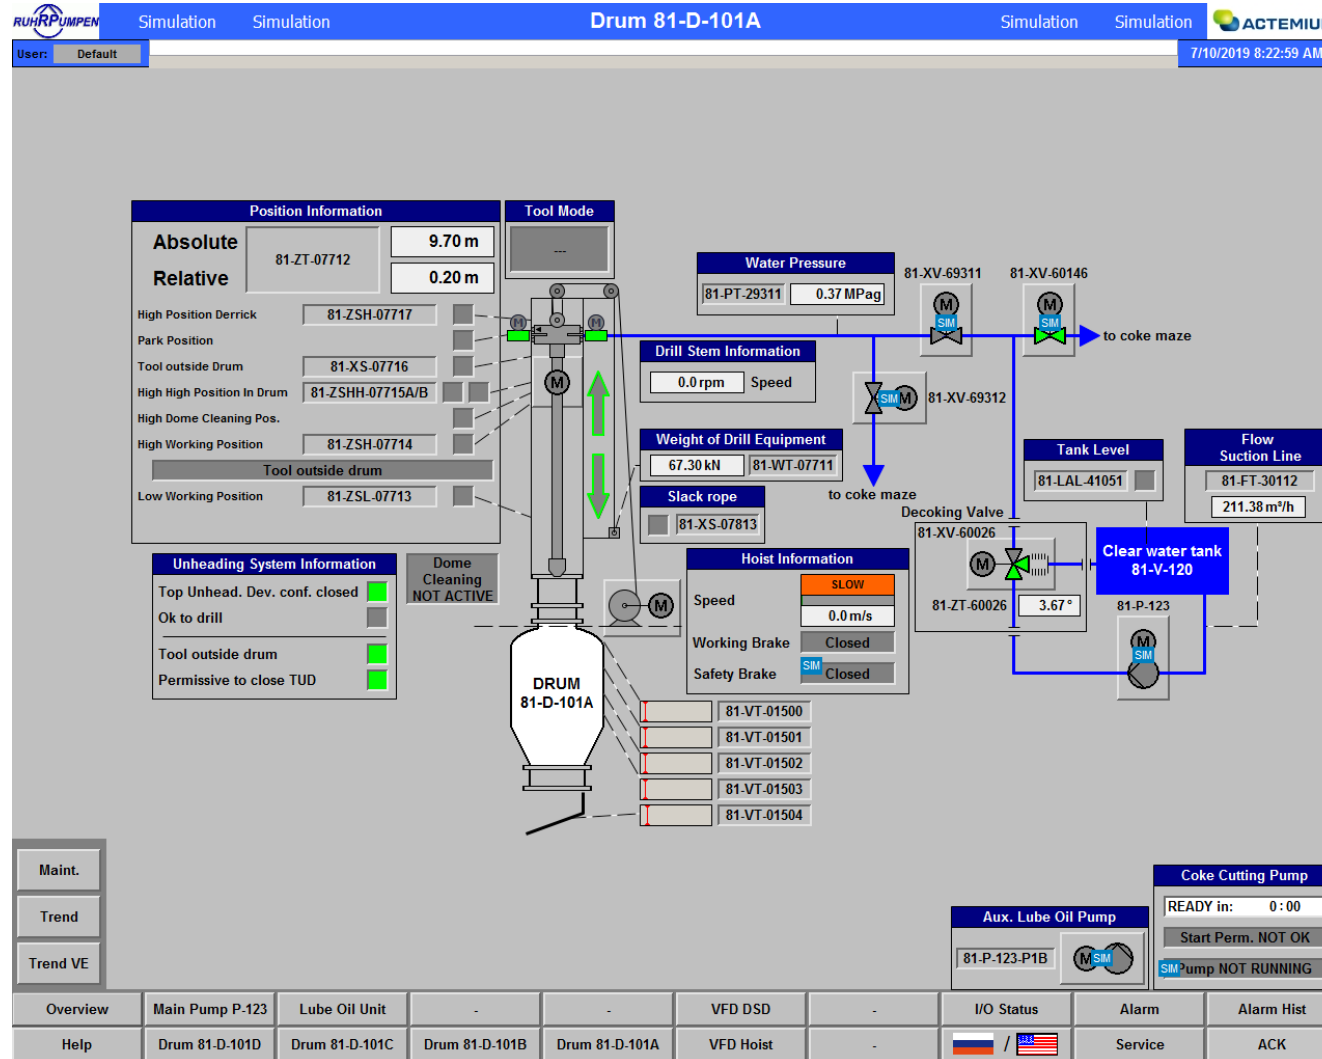 RUHRPUMPEN
Simulation
Simulation
Drum 81-D-101A
Simulation
Simulation
ACTEMIUM
User:
Default
7/10/2019 8:22:59 AM
Position Information
Absolute
81-ZT-07712
9.70 m
Relative
0.20 m
High Position Derrick
81-ZSH-07717
Park Position
Tool outside Drum
81-XS-07716
High High Position In Drum
81-ZSHH-07715A/B
High Dome Cleaning Pos.
High Working Position
81-ZSH-07714
Tool outside drum
Low Working Position
81-ZSL-07713
Tool Mode
---
M
M
M
Water Pressure
81-PT-29311
0.37 MPag
81-XV-69311
M
SIM
81-XV-60146
M
SIM
to coke maze
Drill Stem Information
0.0 rpm
Speed
SIM
M
81-XV-69312
to coke maze
Weight of Drill Equipment
67.30 kN
81-WT-07711
Slack rope
81-XS-07813
Tank Level
81-LAL-41051
Flow
Suction Line
81-FT-30112
211.38 m³/h
Decoking Valve
81-XV-60026
M
81-ZT-60026
3.67 °
Clear water tank
81-V-120
81-P-123
M
SIM
Unheading System Information
Top Unhead. Dev. conf. closed
Ok to drill
Tool outside drum
Permissive to close TUD
Dome
Cleaning
NOT ACTIVE
M
Hoist Information
SLOW
Speed
0.0 m/s
Working Brake
Closed
Safety Brake
SIM
Closed
DRUM
81-D-101A
81-VT-01500
81-VT-01501
81-VT-01502
81-VT-01503
81-VT-01504
Maint.
Trend
Trend VE
Aux. Lube Oil Pump
81-P-123-P1B
M
SIM
Coke Cutting Pump
READY in:
0:00
Start Perm. NOT OK
SIM
Pump NOT RUNNING
Overview
Main Pump P-123
Lube Oil Unit
-
-
VFD DSD
-
I/O Status
Alarm
Alarm Hist
Help
Drum 81-D-101D
Drum 81-D-101C
Drum 81-D-101B
Drum 81-D-101A
VFD Hoist
-
/
Service
ACK